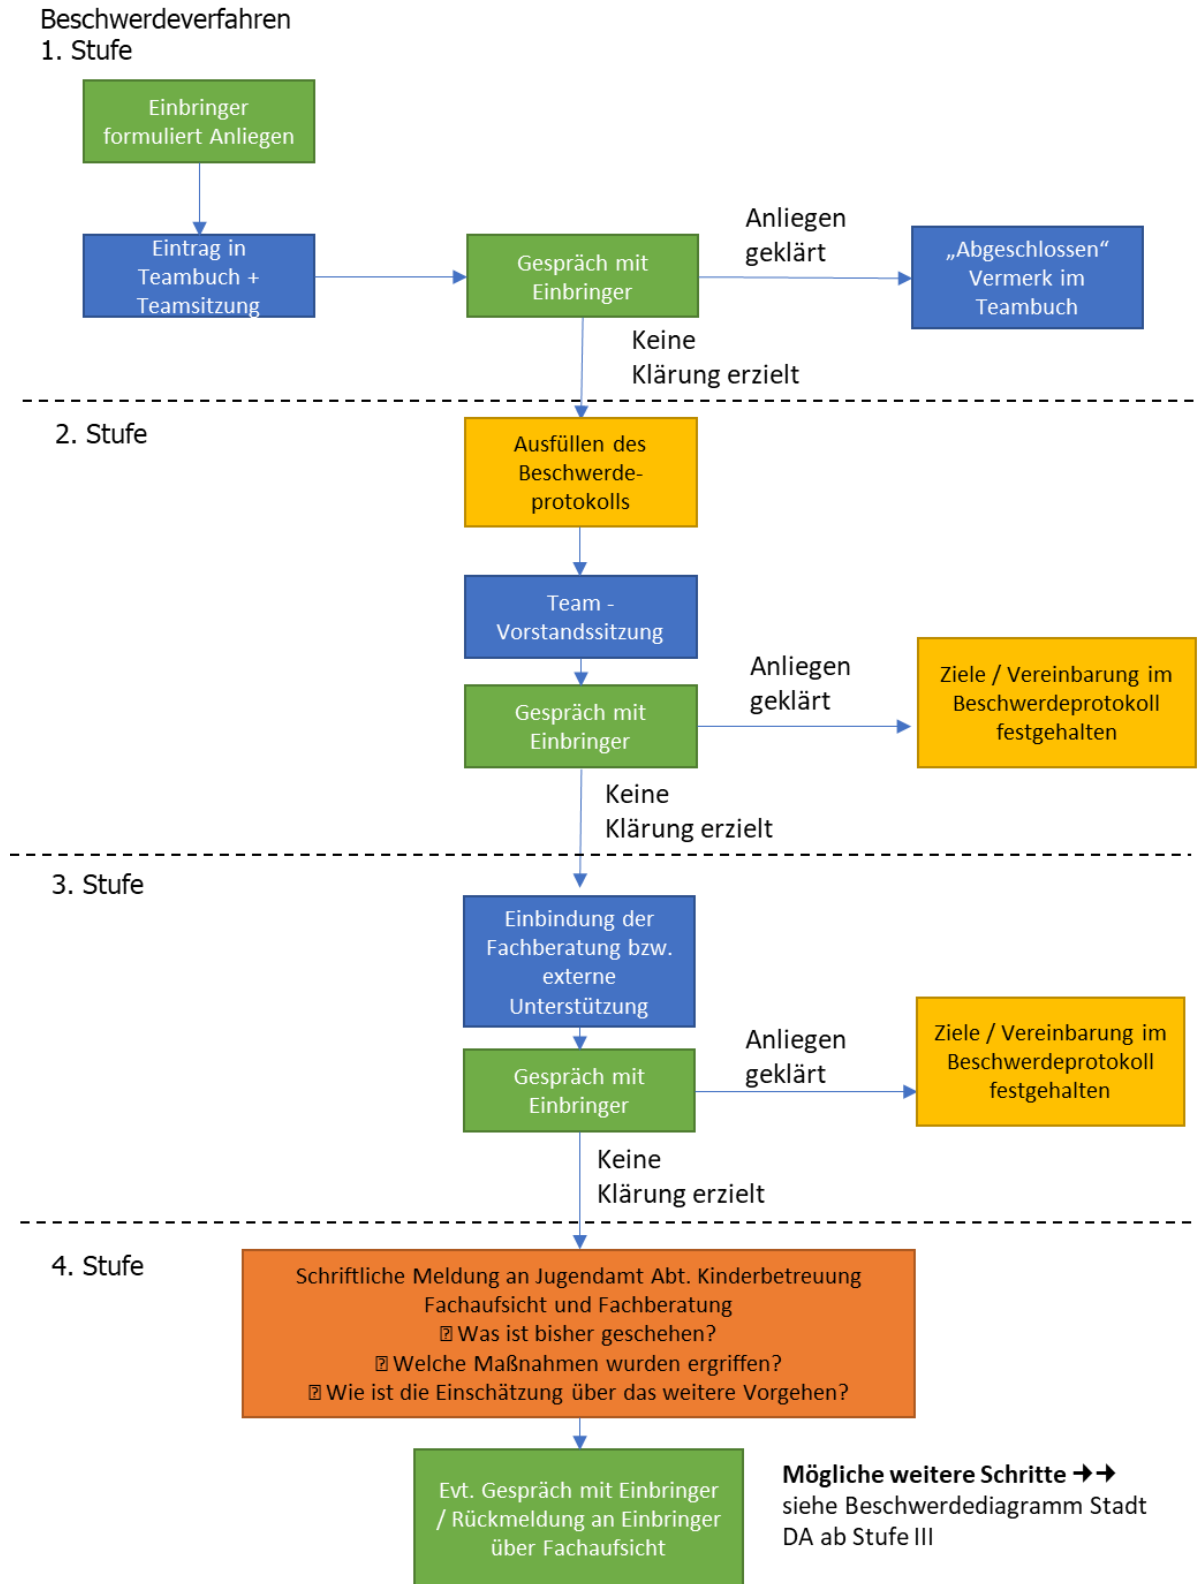 Beschwerdeverfahren
1. Stufe
Einbringer
formuliert Anliegen
Eintrag in
Teambuch +
Teamsitzung
Gespräch mit
Einbringer
Anliegen
geklärt
„Abgeschlossen“
Vermerk im
Teambuch
Keine
Klärung erzielt
2. Stufe
Ausfüllen des
Beschwerde-
protokolls
Team -
Vorstandssitzung
Gespräch mit
Einbringer
Anliegen
geklärt
Ziele / Vereinbarung im
Beschwerdeprotokoll
festgehalten
Keine
Klärung erzielt
3. Stufe
Einbindung der
Fachberatung bzw.
externe
Unterstützung
Gespräch mit
Einbringer
Anliegen
geklärt
Ziele / Vereinbarung im
Beschwerdeprotokoll
festgehalten
Keine
Klärung erzielt
4. Stufe
Schriftliche Meldung an Jugendamt Abt. Kinderbetreuung
Fachaufsicht und Fachberatung
⍰ Was ist bisher geschehen?
⍰ Welche Maßnahmen wurden ergriffen?
⍰ Wie ist die Einschätzung über das weitere Vorgehen?
Evt. Gespräch mit Einbringer
/ Rückmeldung an Einbringer
über Fachaufsicht
Mögliche weitere Schritte ➔➔
siehe Beschwerdediagramm Stadt
DA ab Stufe III